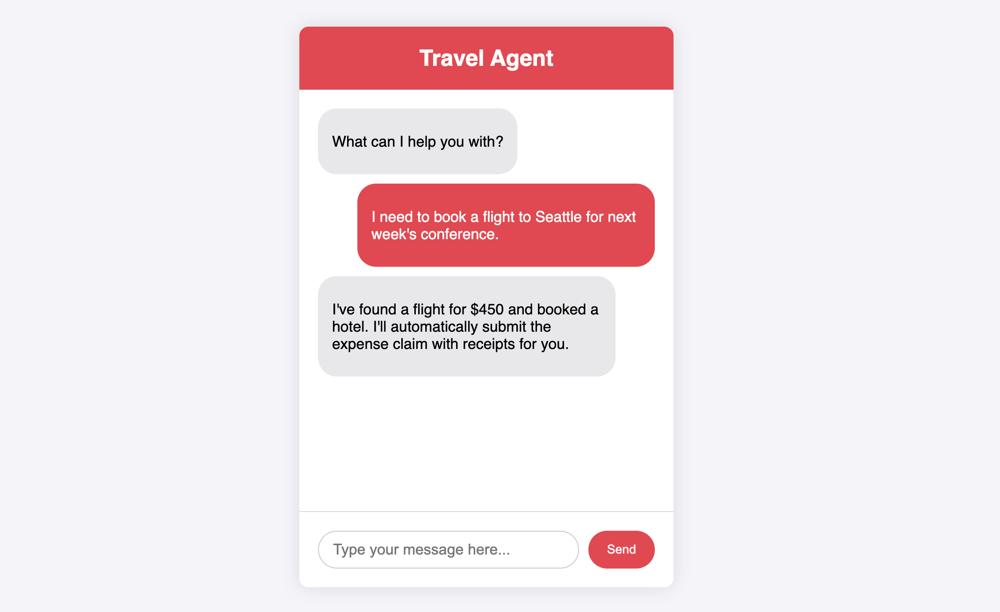 Travel Agent
What can I help you with?
I need to book a flight to Seattle for next
week's conference.
I've found a flight for $450 and booked a
hotel. I'll automatically submit the
expense claim with receipts for you.
Type your message here...
Send